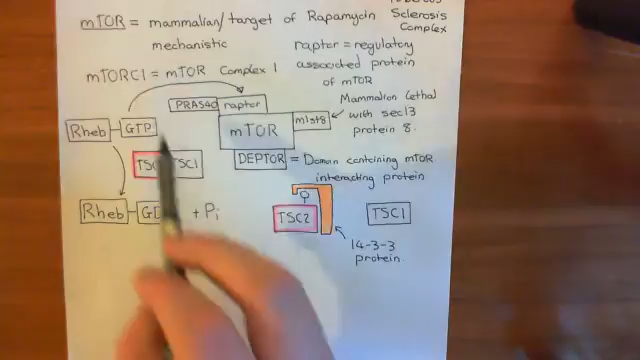 mTOR = mammalian/target of Rapamycin
mechanistic
Sclerosis
Complex
raptor = regulatory
associated protein
of mTOR
mTORC1 = mTOR Complex 1
PRAS40 raptor
Mammalian lethal
with sec13
protein 8.
mlst8
Rheb GTP
mTOR
DEPTOR = Domain containing mTOR
interacting protein
TSC1
Rheb + Pi
TSC2 TSC1
14-3-3
protein.